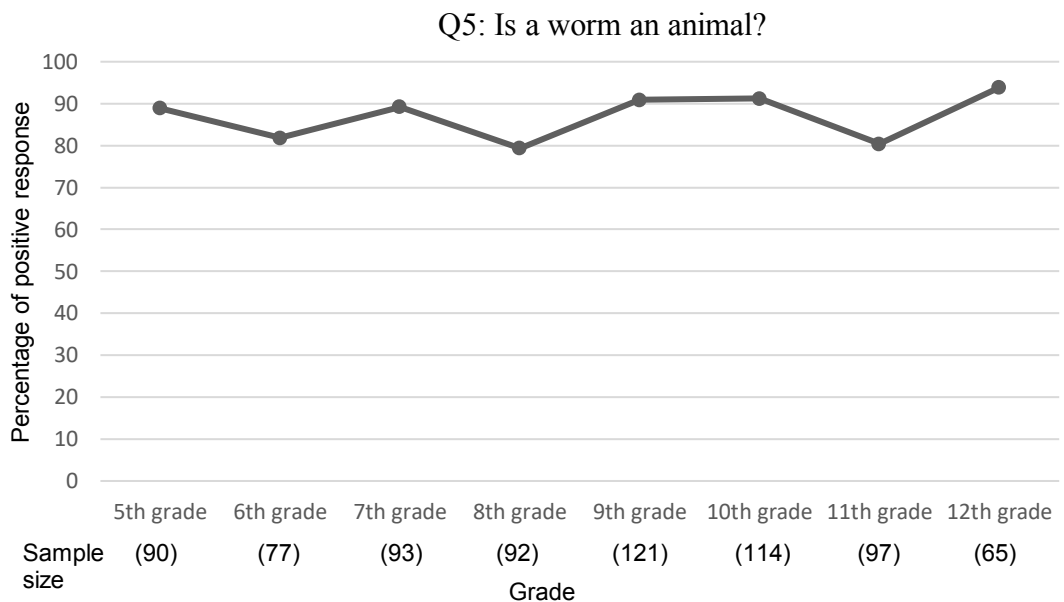 Q5: Is a worm an animal?
Percentage of positive response
100
90
80
70
60
50
40
30
20
10
0
5th grade 6th grade 7th grade 8th grade 9th grade 10th grade 11th grade 12th grade
Sample size (90) (77) (93) (92) (121) (114) (97) (65)
Grade